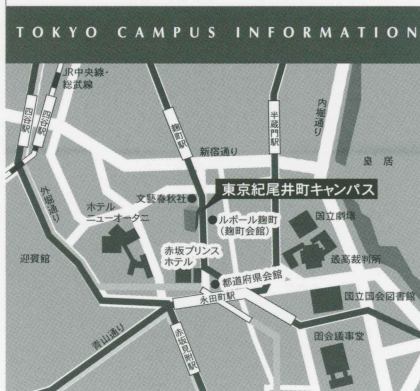 TOKYO CAMPUS INFORMATION
JR中央線・
総武線
四谷駅
四谷駅
麹町駅
半蔵門駅
内堀通り
新宿通り
皇居
外堀通り
文藝春秋社
東京紀尾井町キャンパス
ホテル
ニューオータニ
ルポール麹町
(麹町会館)
国立劇場
迎賓館
赤坂プリンス
ホテル
最高裁判所
都道府県会館
永田町駅
国立国会図書館
青山通り
赤坂見附駅
国会議事堂